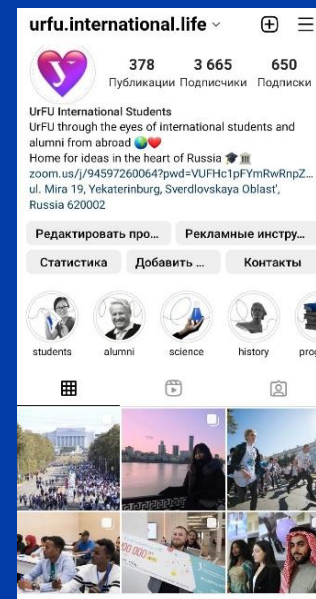 urfu.international.life
378 3 665 650
Публикации Подписчики Подписки
UrFU International Students
UrFU through the eyes of international students and
alumni from abroad
Home for ideas in the heart of Russia
zoom.us/j/94597260064?pwd=VUFHc1pFYmRwRnpZ...
ul. Mira 19, Yekaterinburg, Sverdlovskaya Oblast',
Russia 620002
Редактировать про... Рекламные инстру...
Статистика Добавить ... Контакты
students alumni science history prog
000 000